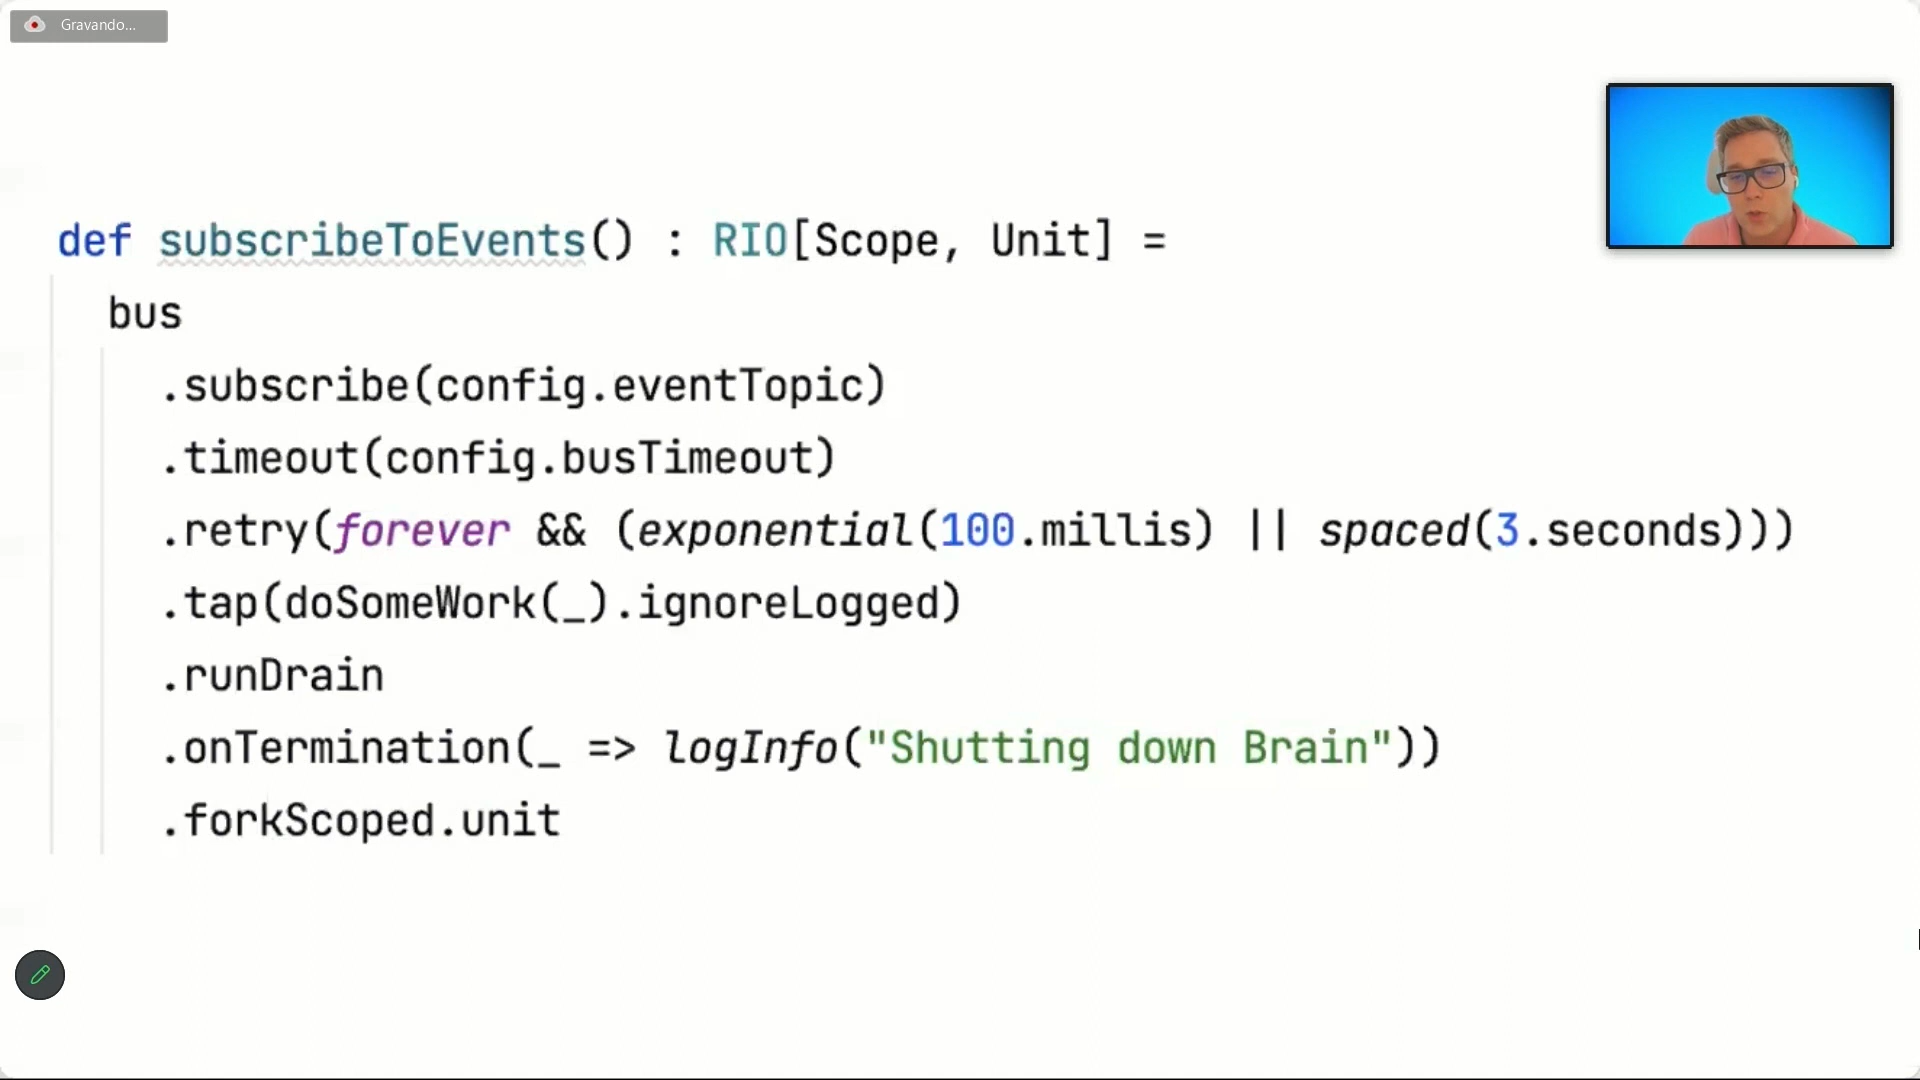 Gravando...
def subscribeToEvents() : RIO[Scope, Unit] =
bus
.subscribe(config.eventTopic)
.timeout(config.busTimeout)
.retry(forever && (exponential(100.millis) || spaced(3.seconds)))
.tap(doSomeWork(_).ignoreLogged)
.runDrain
.onTermination(_ => logInfo("Shutting down Brain"))
.forkScoped.unit